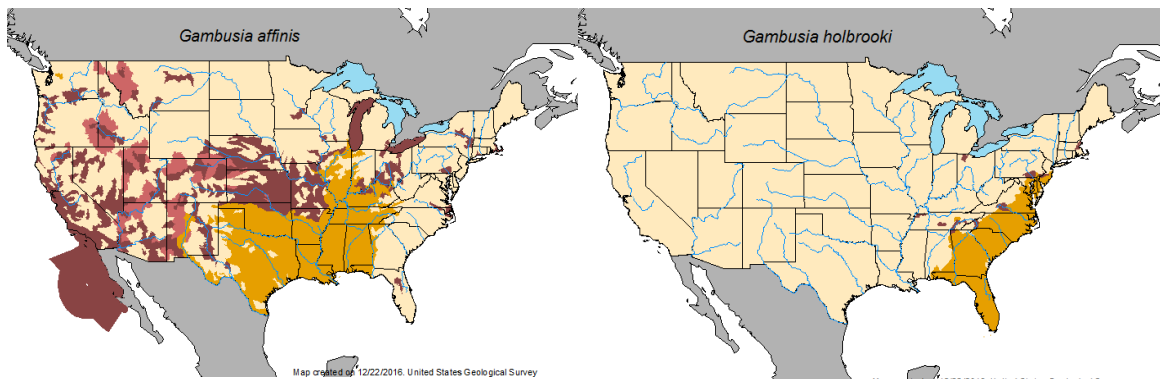 Gambusia affinis
Gambusia holbrooki
Map created on 12/22/2016. United States Geological Survey